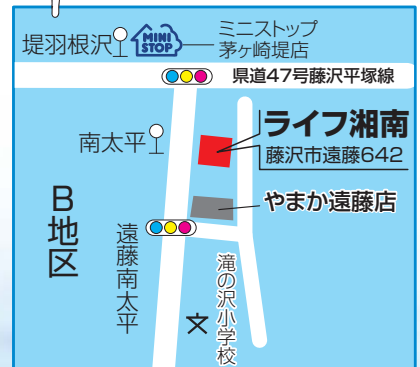 堤羽根沢
MINI
STOP
ミニストップ
茅ヶ崎堤店
県道47号藤沢平塚線
南太平
ライフ湘南
藤沢市遠藤642
やまか遠藤店
B地区
遠藤南太平
文
滝の沢小学校